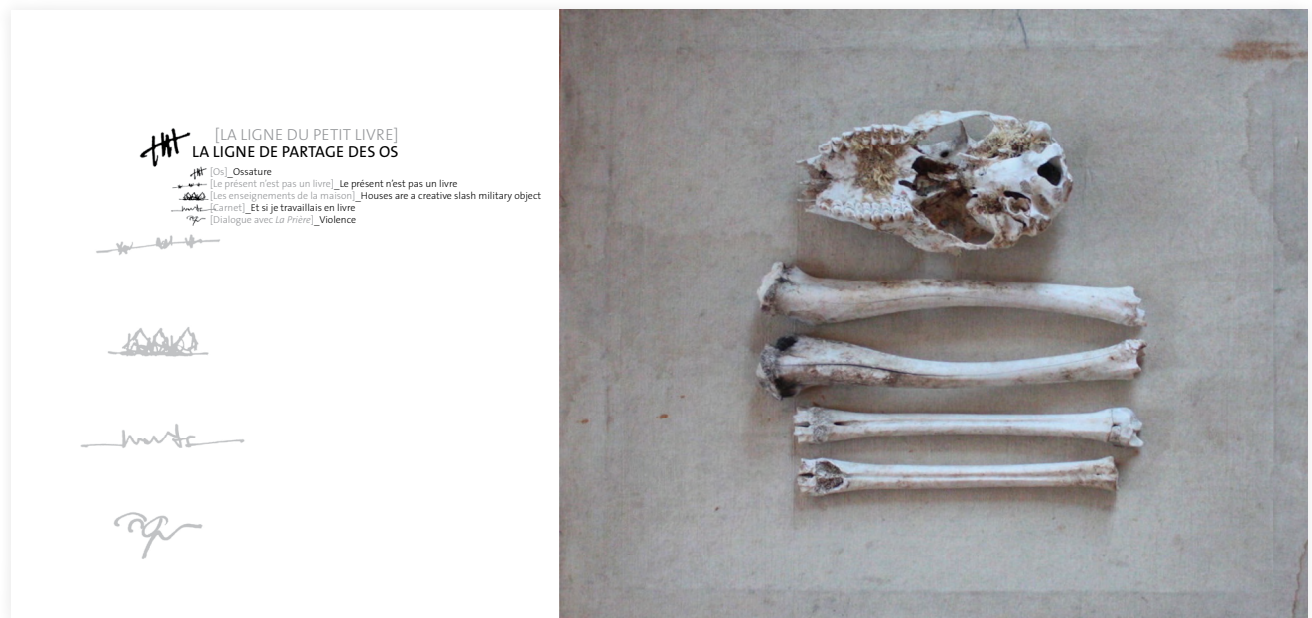 [LA LIGNE DU PETIT LIVRE]
LA LIGNE DE PARTAGE DES OS
[Os]_Ossature
[Le présent n'est pas un livre]_Le présent n'est pas un livre
[Les enseignements de la maison]_Houses are a creative slash military object
[Carnet]_Et si je travaillais en livre
[Dialogue avec La Prière]_Violence